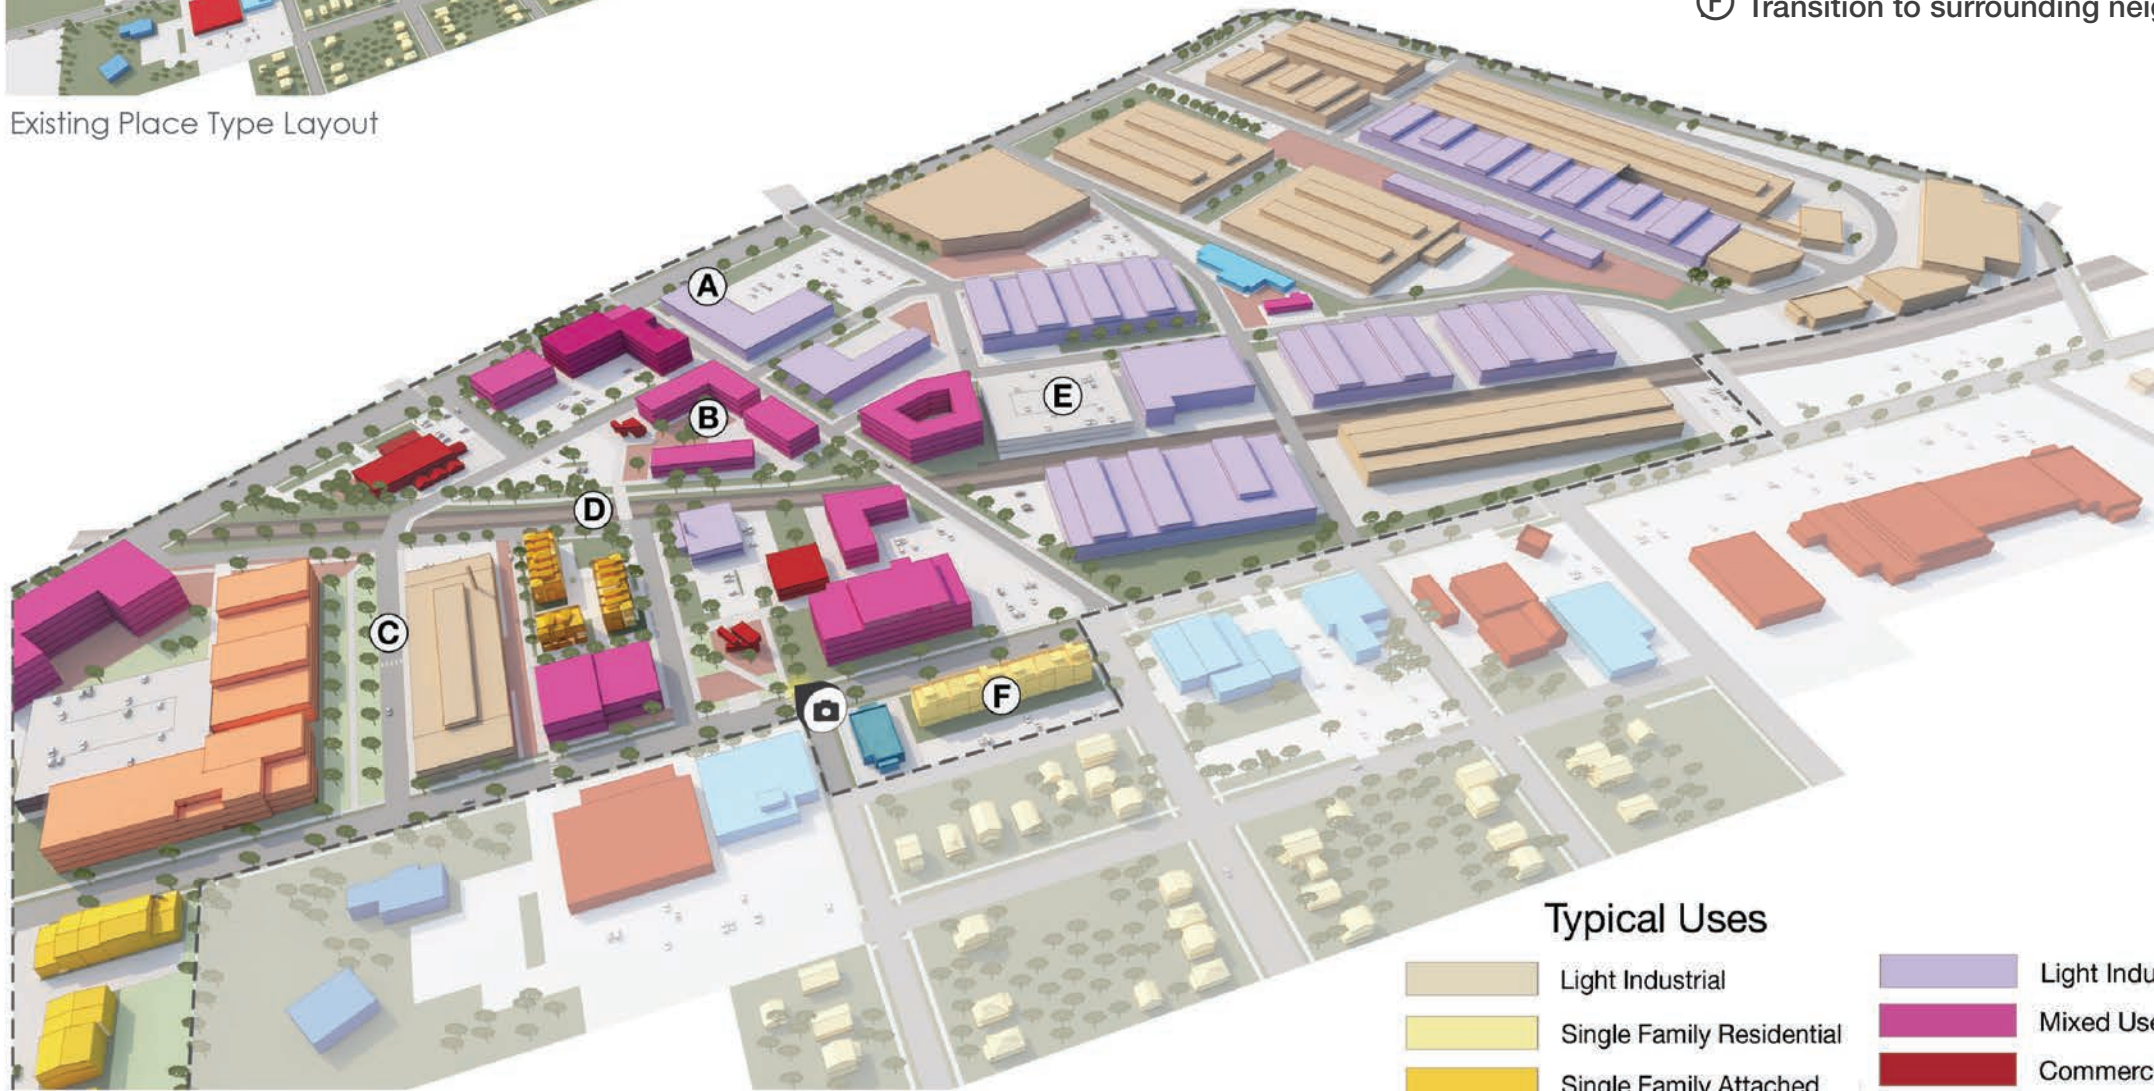 F Transition to surrounding neig
Existing Place Type Layout
A
B
E
D
C
F
Typical Uses
Light Industrial
Light Indu
Single Family Residential
Mixed Use
Single Family Attached
Commerc